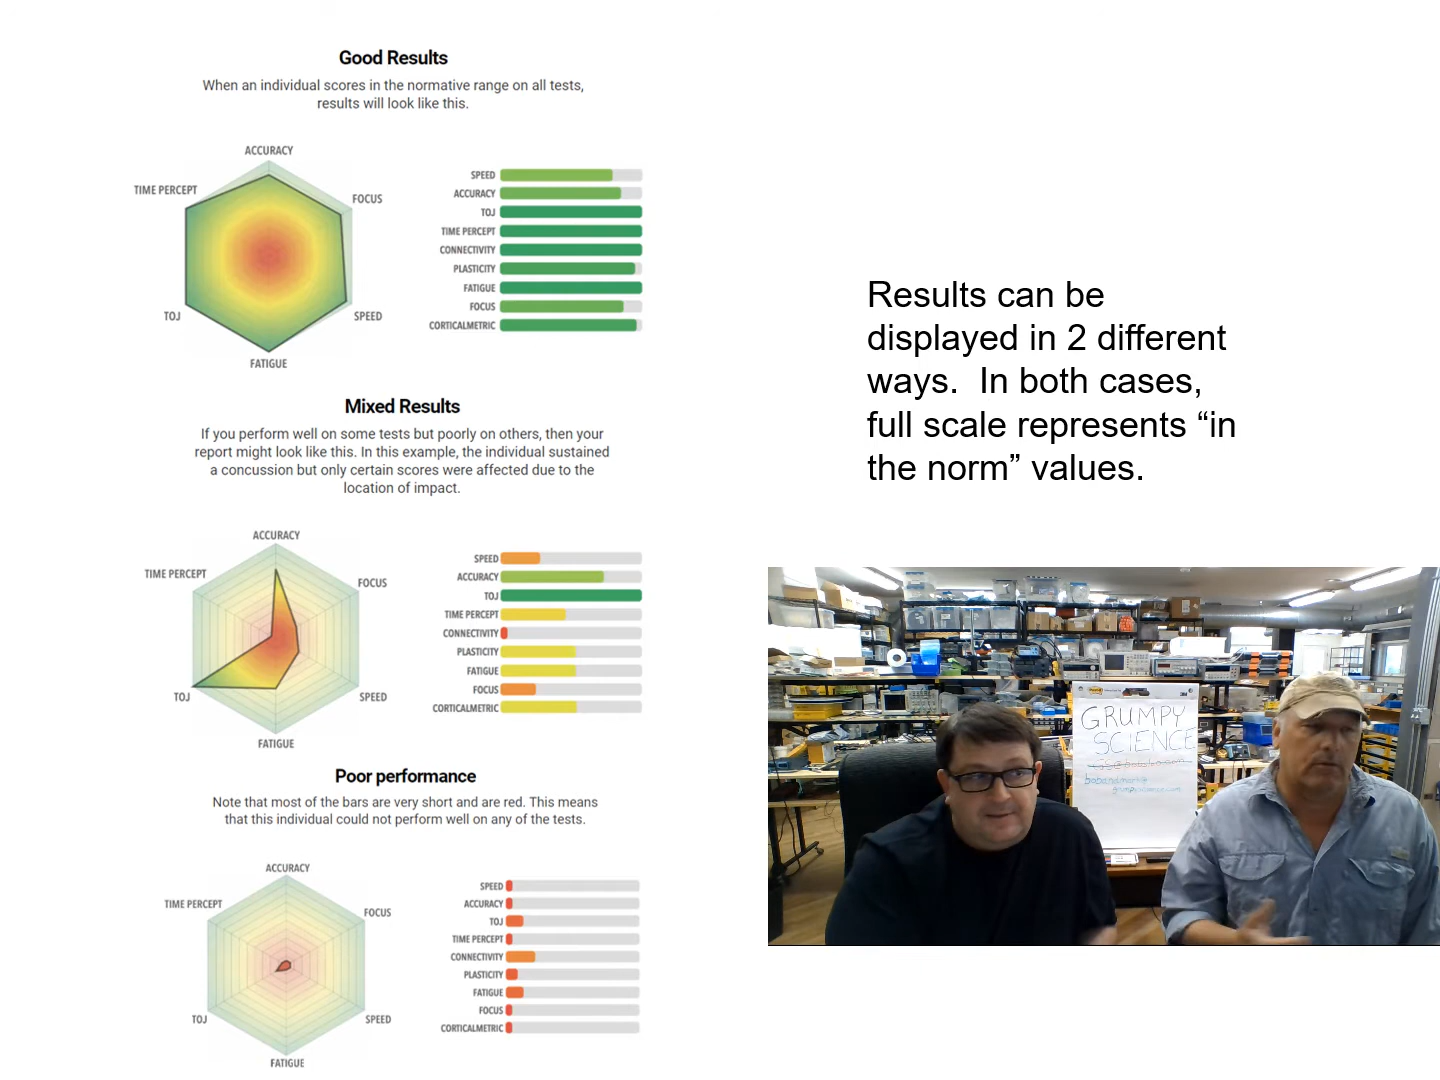 Good Results
When an individual scores in the normative range on all tests,
results will look like this.
ACCURACY
TIME PERCEPT
FOCUS
TOJ
SPEED
FATIGUE
SPEED
ACCURACY
TOJ
TIME PERCEPT
CONNECTIVITY
PLASTICITY
FATIGUE
FOCUS
CORTICALMETRIC
Mixed Results
If you perform well on some tests but poorly on others, then your
report might look like this. In this example, the individual sustained
a concussion but only certain scores were affected due to the
location of impact.
ACCURACY
TIME PERCEPT
FOCUS
TOJ
SPEED
FATIGUE
SPEED
ACCURACY
TOJ
TIME PERCEPT
CONNECTIVITY
PLASTICITY
FATIGUE
FOCUS
CORTICALMETRIC
Poor performance
Note that most of the bars are very short and are red. This means
that this individual could not perform well on any of the tests.
ACCURACY
TIME PERCEPT
FOCUS
TOJ
SPEED
FATIGUE
SPEED
ACCURACY
TOJ
TIME PERCEPT
CONNECTIVITY
PLASTICITY
FATIGUE
FOCUS
CORTICALMETRIC
Results can be
displayed in 2 different
ways.  In both cases,
full scale represents “in
the norm” values.
GRUMPY
SCIENCE